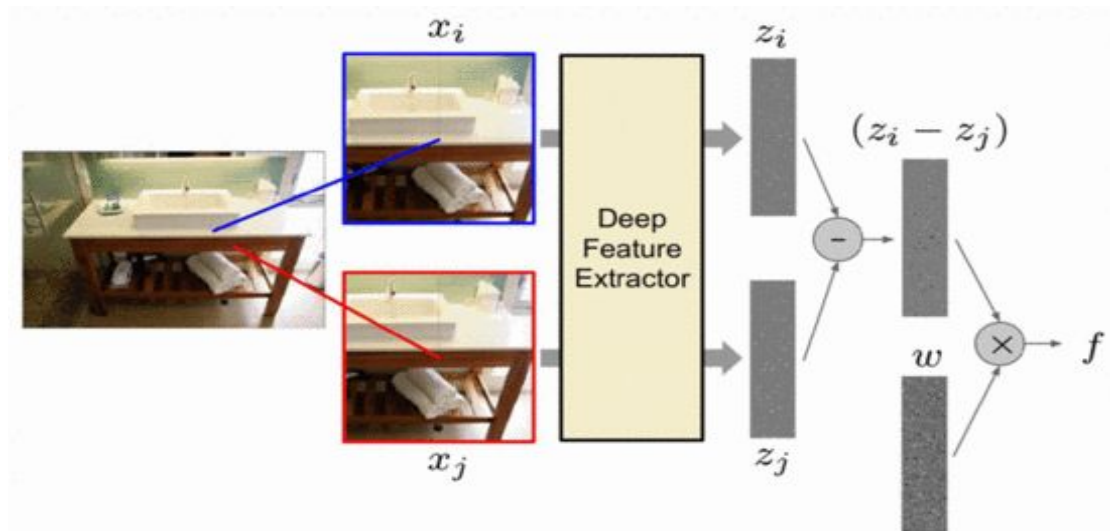 x_i
z_i
(z_i − z_j)
Deep
Feature
Extractor
-
×
f
w
x_j
z_j